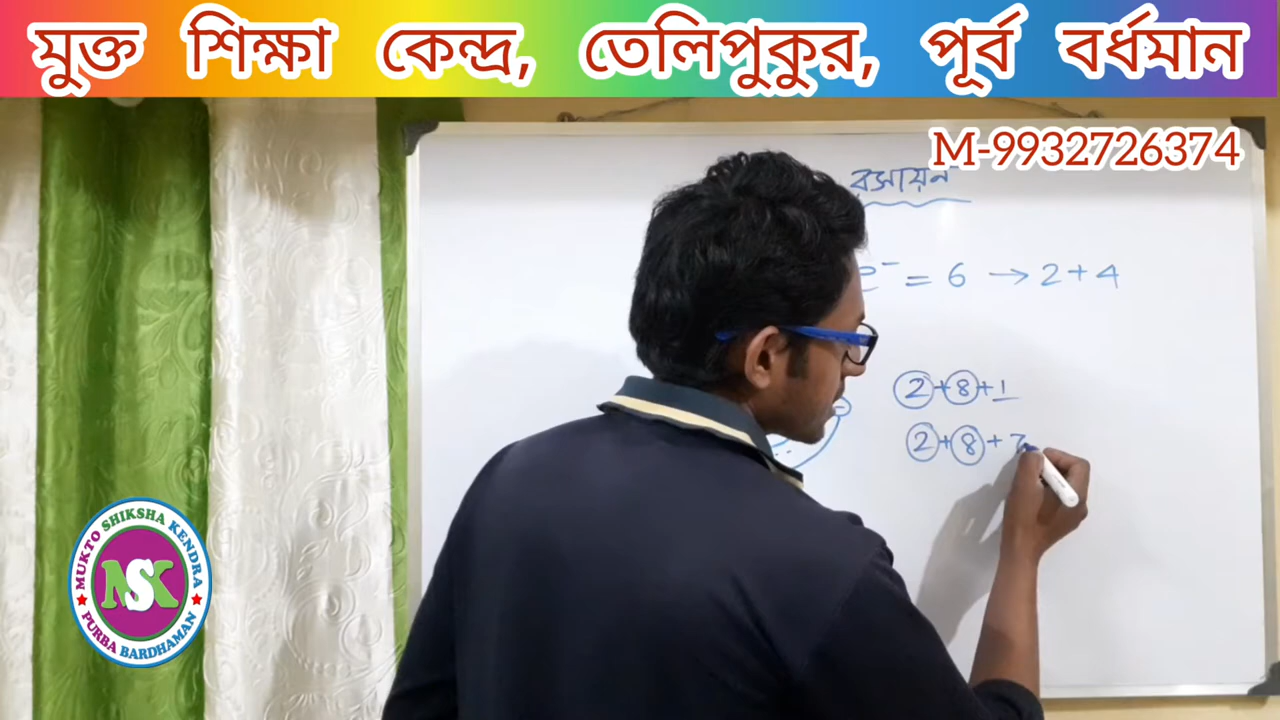 মুক্ত শিক্ষা কেন্দ্র, তেলিপুকুর, পূর্ব বর্ধমান
M-9932726374
রসায়ন
e⁻ = 6 → 2+4
2+8+1
2+8+7
MUKTO SHIKSHA KENDRA
MSK
PURBA BARDHAMAN